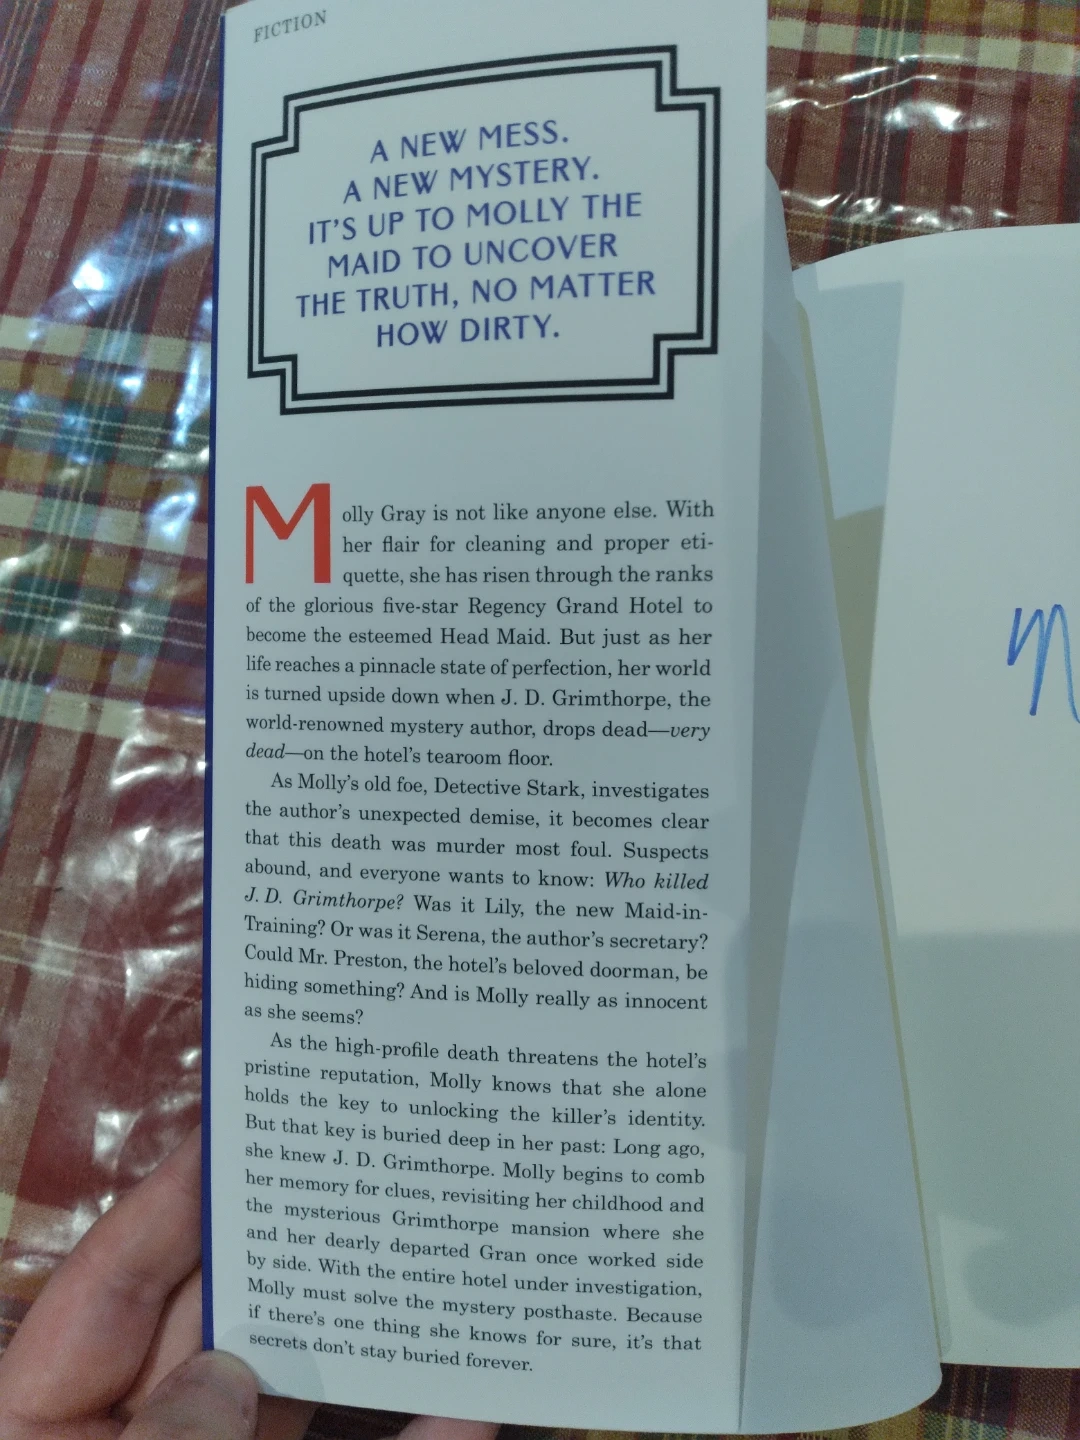 FICTION
A NEW MESS.
A NEW MYSTERY.
IT'S UP TO MOLLY THE
MAID TO UNCOVER
THE TRUTH, NO MATTER
HOW DIRTY.
Molly Gray is not like anyone else. With
her flair for cleaning and proper eti-
quette, she has risen through the ranks
of the glorious five-star Regency Grand Hotel to
become the esteemed Head Maid. But just as her
life reaches a pinnacle state of perfection, her world
is turned upside down when J. D. Grimthorpe, the
world-renowned mystery author, drops dead—very
dead—on the hotel's tearoom floor.
As Molly's old foe, Detective Stark, investigates
the author's unexpected demise, it becomes clear
that this death was murder most foul. Suspects
abound, and everyone wants to know: Who killed
J. D. Grimthorpe? Was it Lily, the new Maid-in-
Training? Or was it Serena, the author's secretary?
Could Mr. Preston, the hotel's beloved doorman, be
hiding something? And is Molly really as innocent
as she seems?
As the high-profile death threatens the hotel's
pristine reputation, Molly knows that she alone
holds the key to unlocking the killer's identity.
But that key is buried deep in her past: Long ago,
she knew J. D. Grimthorpe. Molly begins to comb
her memory for clues, revisiting her childhood and
the mysterious Grimthorpe mansion where she
and her dearly departed Gran once worked side
by side. With the entire hotel under investigation,
Molly must solve the mystery posthaste. Because
if there's one thing she knows for sure, it's that
secrets don't stay buried forever.